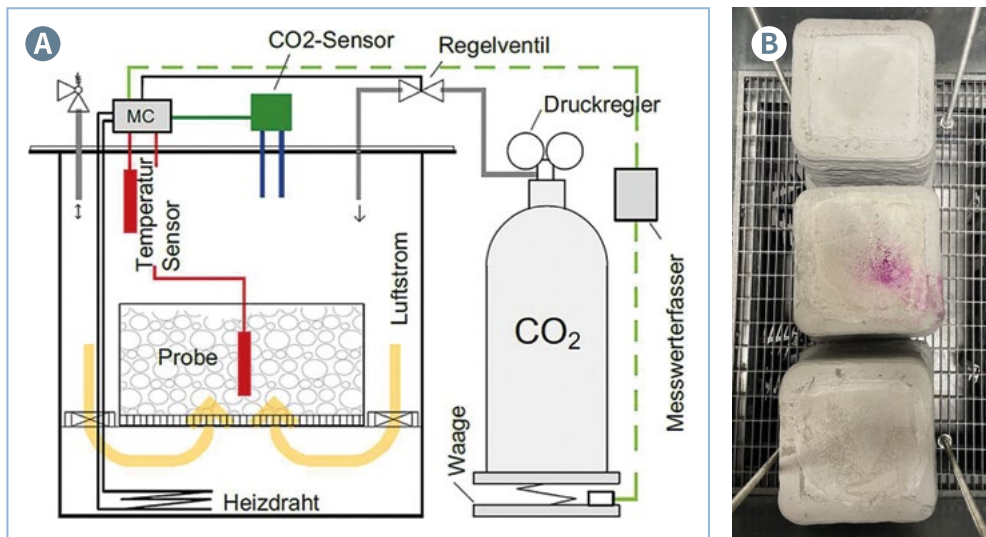 A
CO2-Sensor
Regelventil
MC
Druckregler
Temperatur
Sensor
Luftstrom
Probe
CO₂
Messwerterfasser
Waage
Heizdraht
B